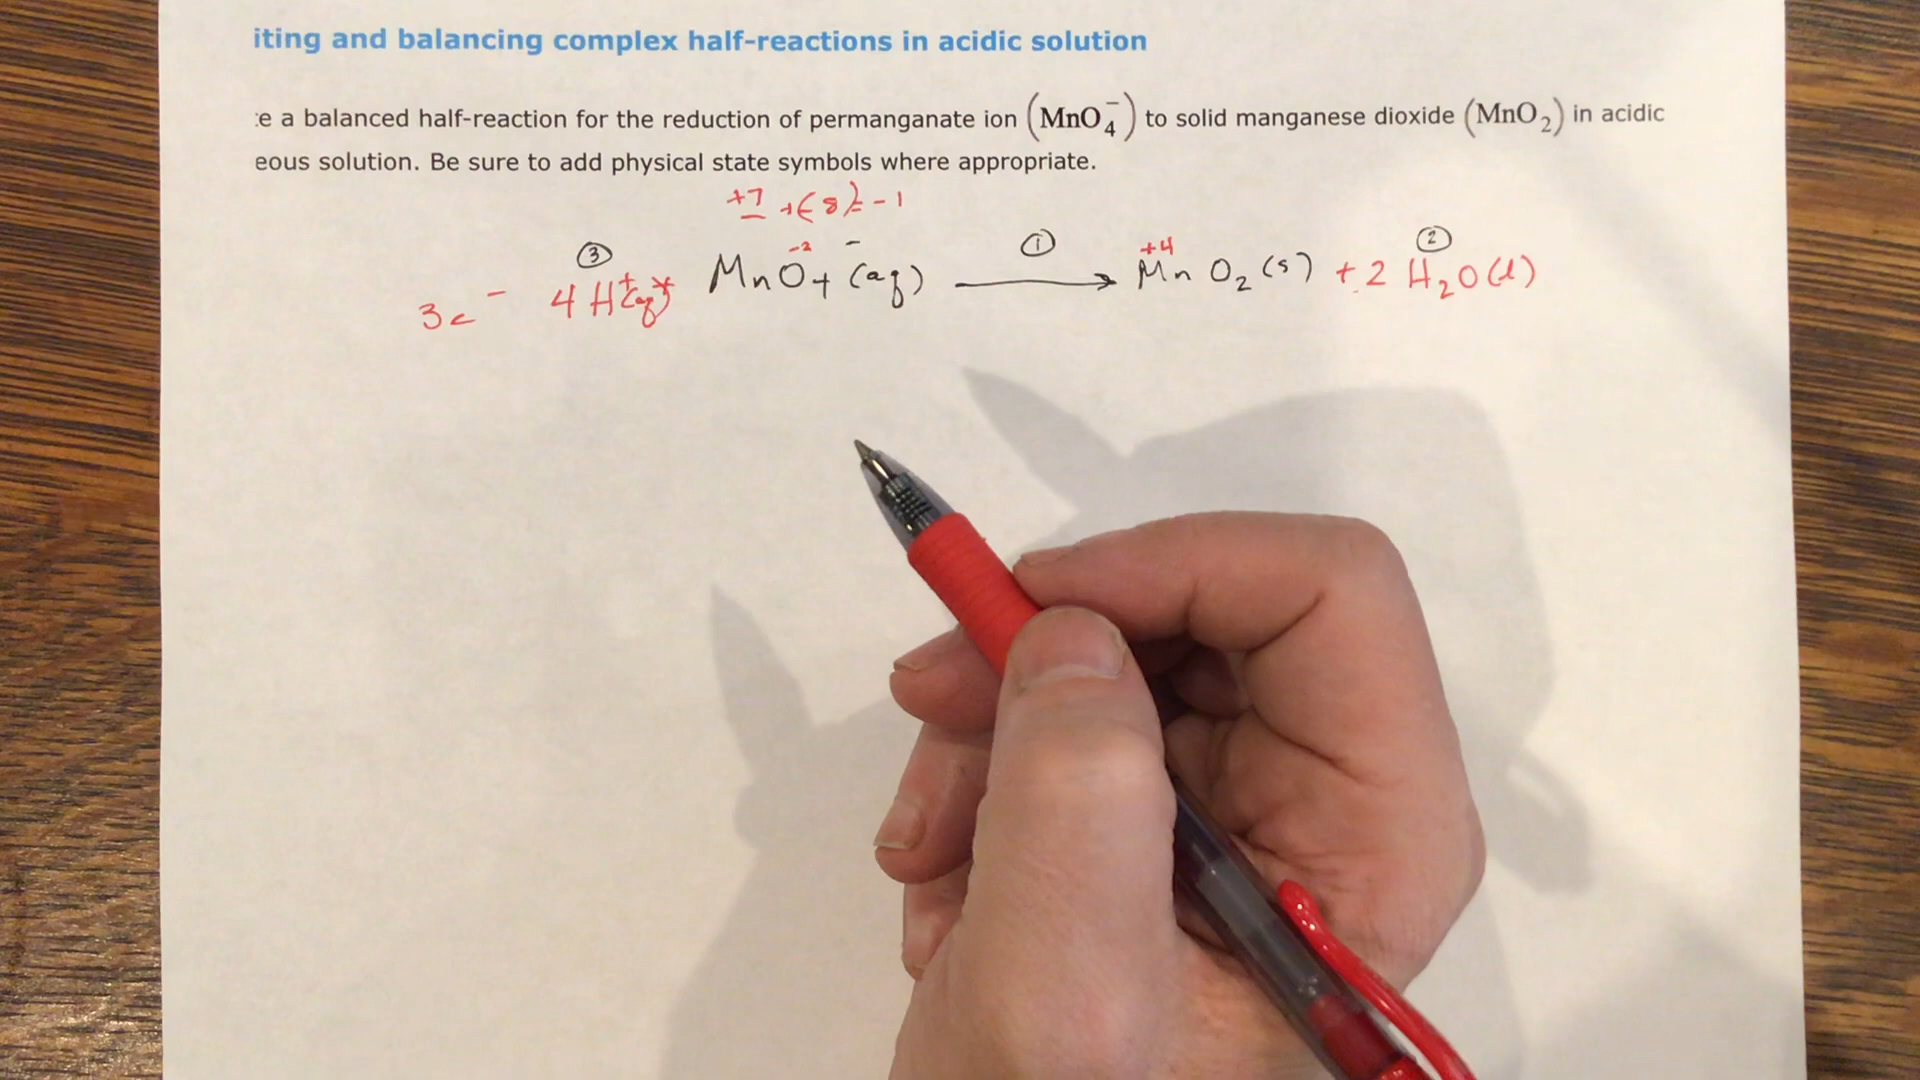 iting and balancing complex half-reactions in acidic solution
:e a balanced half-reaction for the reduction of permanganate ion (MnO₄⁻) to solid manganese dioxide (MnO₂) in acidic
eous solution. Be sure to add physical state symbols where appropriate.
+7 +(8)=-1
③ -2 - ① +4 ②
3e⁻ 4H⁺(aq)+ MnO4 (aq) → MnO₂(s) + 2H₂O(l)